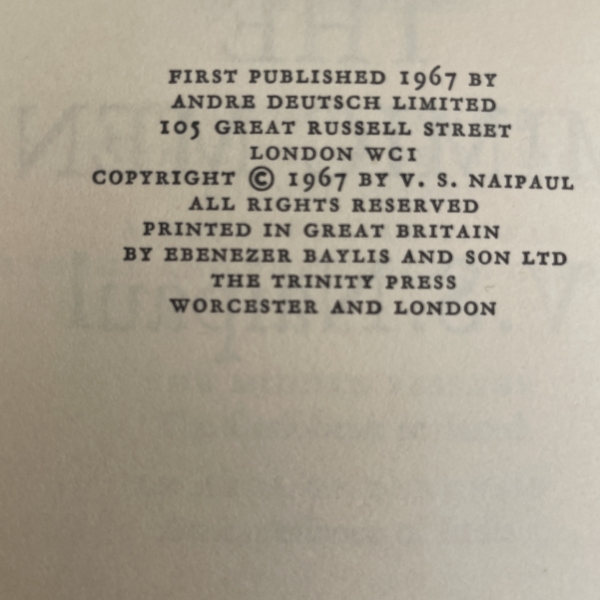 FIRST PUBLISHED 1967 BY
ANDRE DEUTSCH LIMITED
105 GREAT RUSSELL STREET
LONDON WC1
COPYRIGHT © 1967 BY V. S. NAIPAUL
ALL RIGHTS RESERVED
PRINTED IN GREAT BRITAIN
BY EBENEZER BAYLIS AND SON LTD
THE TRINITY PRESS
WORCESTER AND LONDON